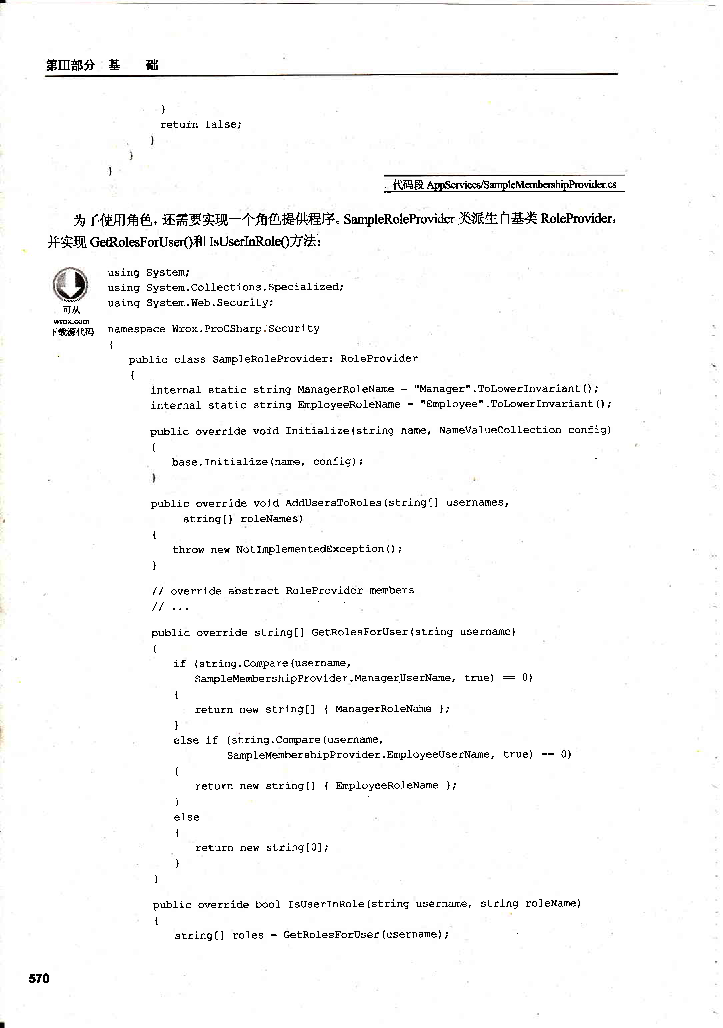 第III部分 基 础
}
return false;
}
}
}
代码段 AppServices/SampleMembershipProvider.cs
为了使用角色，还需要实现一个角色提供程序。SampleRoleProvider 类派生自基类 RoleProvider，
并实现 GetRolesForUser()和 IsUserInRole()方法：
可从
wrox.com
下载源代码
using System;
using System.Collections.Specialized;
using System.Web.Security;
namespace Wrox.ProCSharp.Security
{
public class SampleRoleProvider: RoleProvider
{
internal static string ManagerRoleName = "Manager".ToLowerInvariant();
internal static string EmployeeRoleName = "Employee".ToLowerInvariant();
public override void Initialize(string name, NameValueCollection config)
{
base.Initialize(name, config);
}
public override void AddUsersToRoles(string[] usernames,
string[] roleNames)
{
throw new NotImplementedException();
}
// override abstract RoleProvider members
// ...
public override string[] GetRolesForUser(string username)
{
if (string.Compare(username,
SampleMembershipProvider.ManagerUserName, true) == 0)
{
return new string[] { ManagerRoleName };
}
else if (string.Compare(username,
SampleMembershipProvider.EmployeeUserName, true) == 0)
{
return new string[] { EmployeeRoleName };
}
else
{
return new string[0];
}
}
public override bool IsUserInRole(string username, string roleName)
{
string[] roles = GetRolesForUser(username);
570